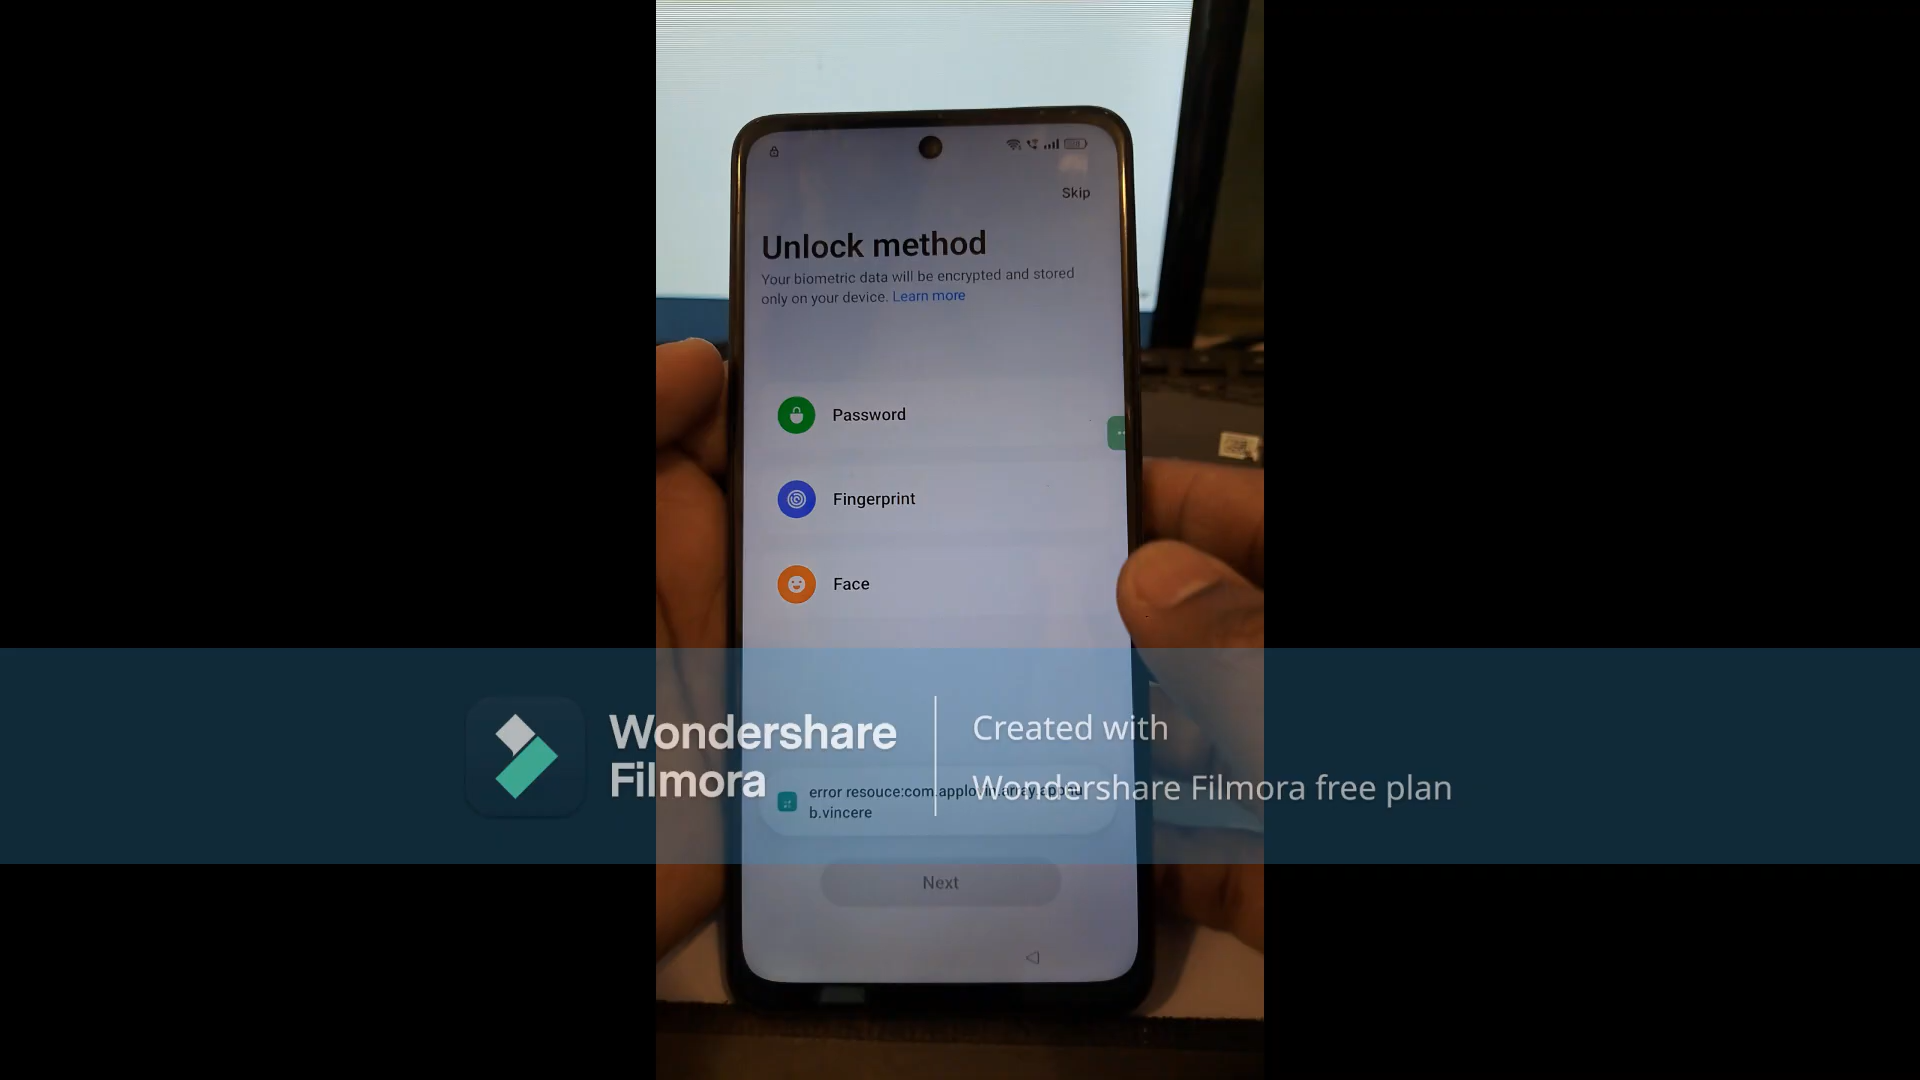 Skip
Unlock method
Your biometric data will be encrypted and stored
only on your device. Learn more
Password
Fingerprint
Face
Wondershare
Filmora
Created with
Wondershare Filmora free plan
error resouce:com.applovin.array.apphu
b.vincere
Next